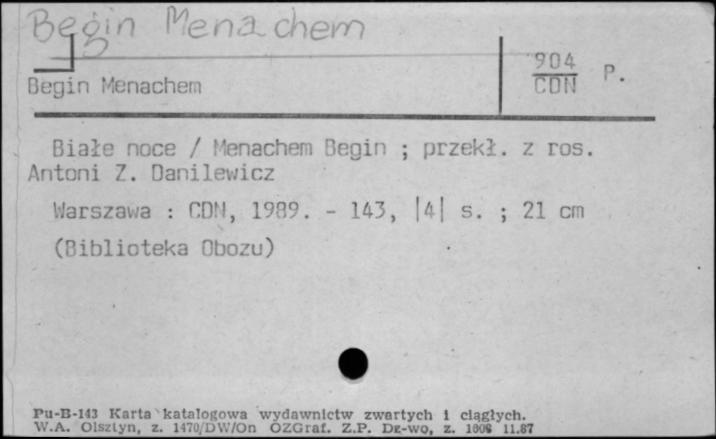 Begin Menachem
904
CDN
P.
Begin Menachem
Białe noce / Menachem Begin ; przekł. z ros.
Antoni Z. Danilewicz
Warszawa : CDN, 1989. - 143, |4| s. ; 21 cm
(Biblioteka Obozu)
Pu-B-143 Karta katalogowa wydawnictw zwartych i ciągłych.
W.A. Olsztyn, z. 1470/DW/On OZGraf. Z.P. Dz-wo, z. 1008 11.87